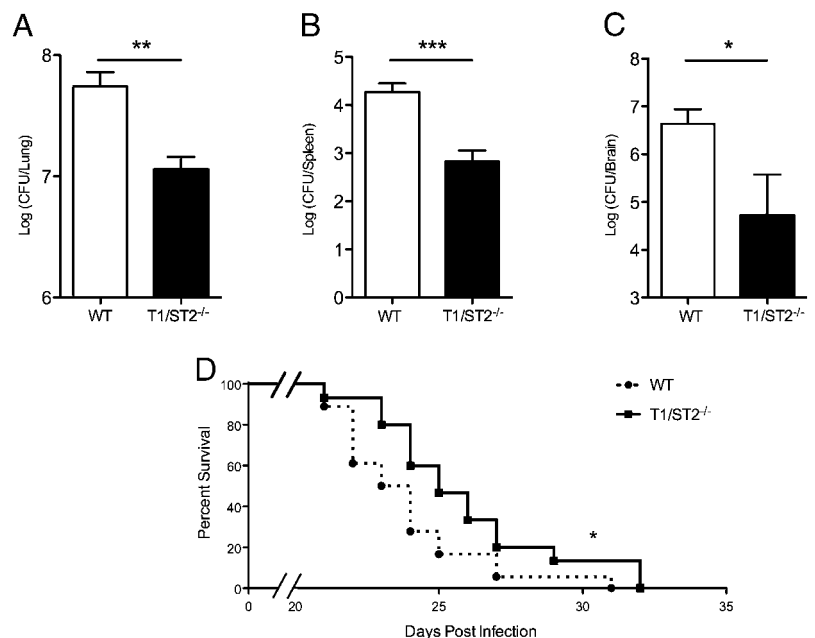 A
**
Log (CFU/Lung)
8
7
6
WT
T1/ST2-/-
B
***
Log (CFU/Spleen)
5
4
3
2
1
0
WT
T1/ST2-/-
C
*
Log (CFU/Brain)
8
7
6
5
4
3
WT
T1/ST2-/-
D
Percent Survival
100
80
60
40
20
0
WT
T1/ST2-/-
*
0 20 25 30 35
Days Post Infection